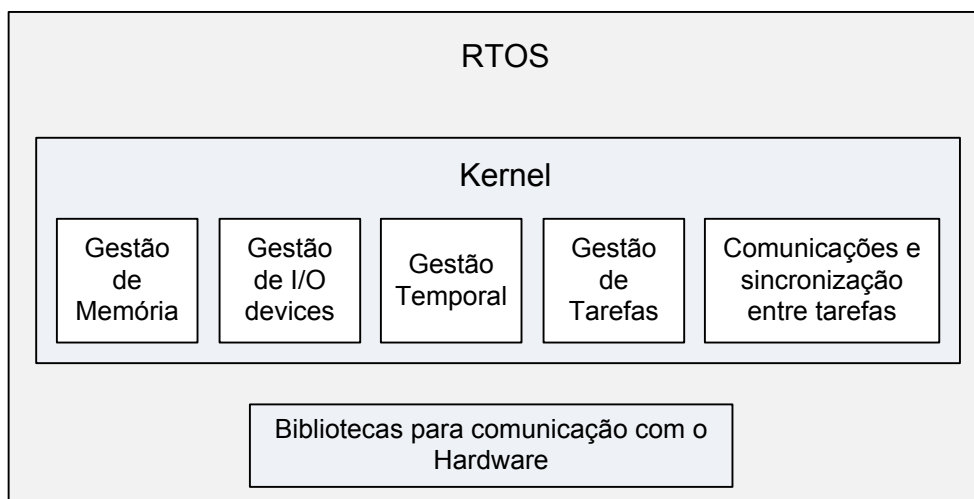 RTOS
Kernel
Gestão
de
Memória
Gestão
de I/O
devices
Gestão
Temporal
Gestão
de
Tarefas
Comunicações e
sincronização
entre tarefas
Bibliotecas para comunicação com o
Hardware